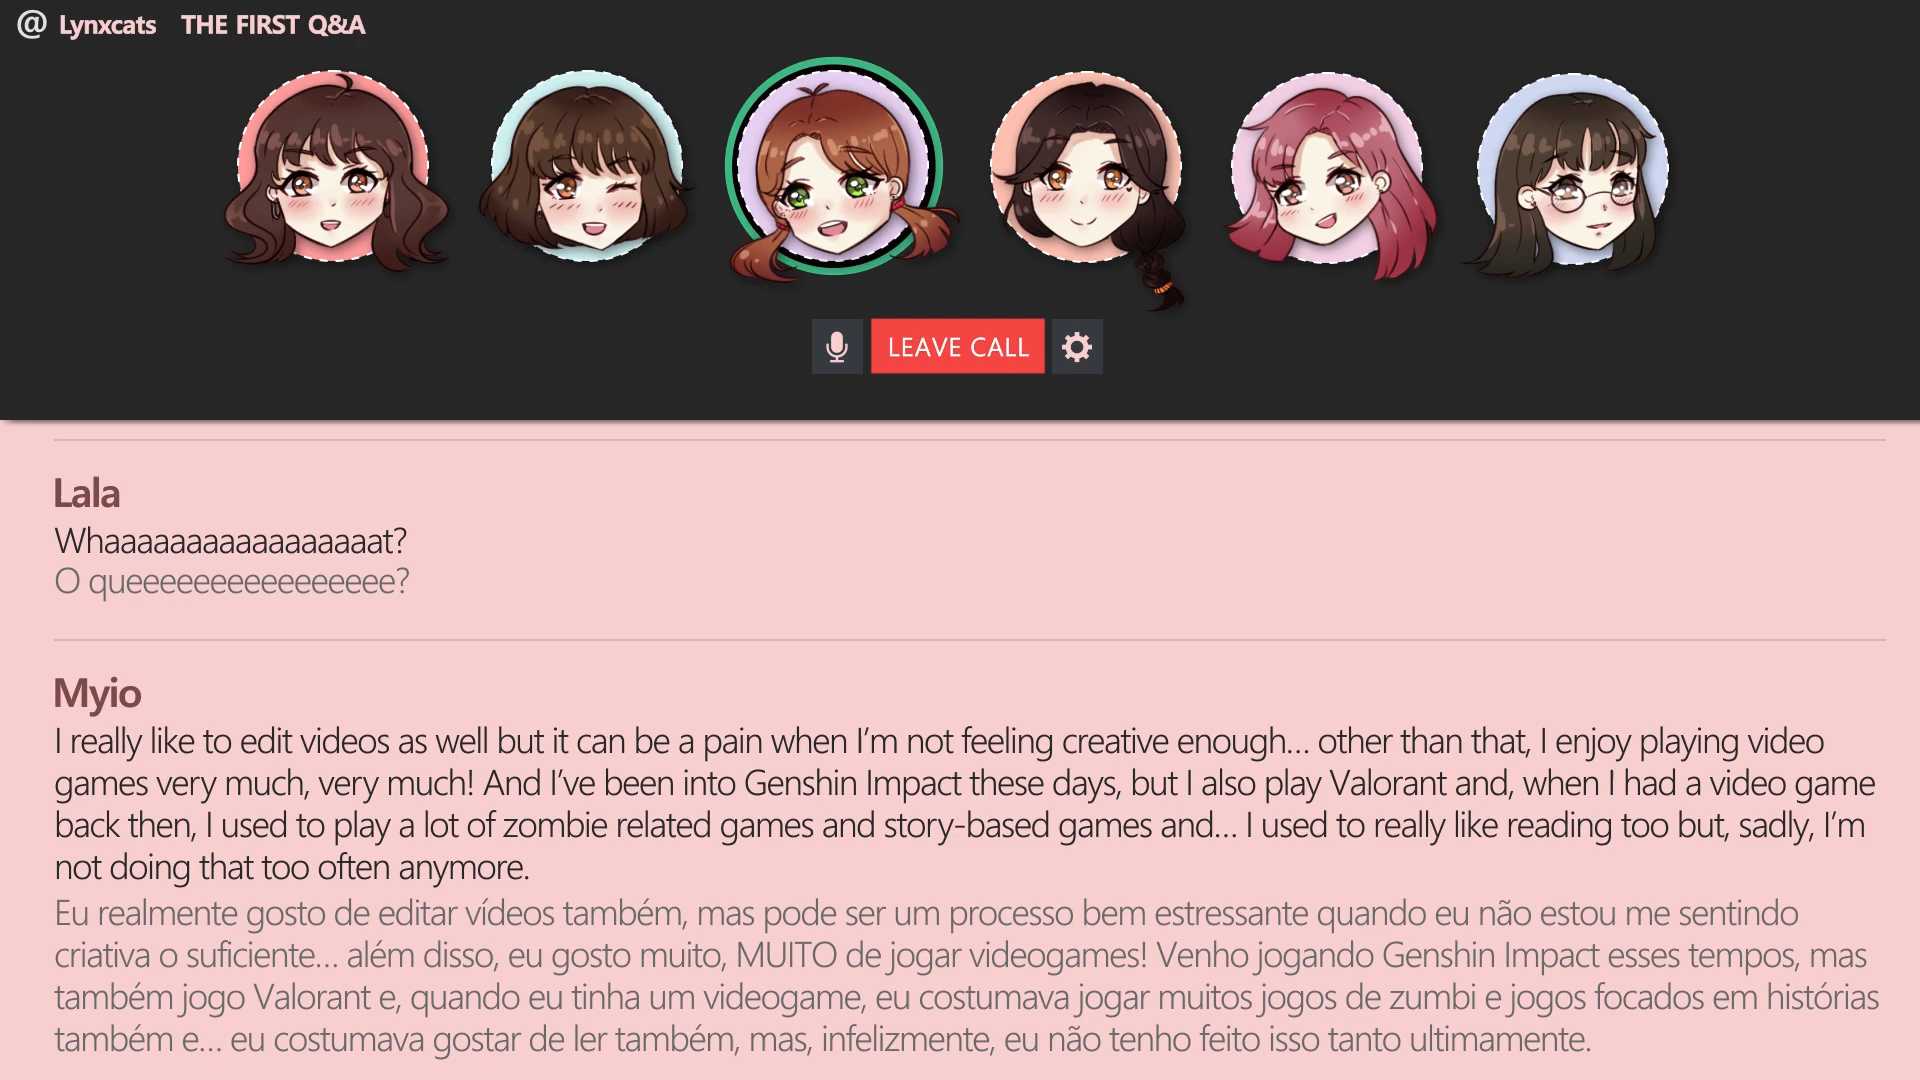 @ Lynxcats THE FIRST Q&A
LEAVE CALL
Lala
Whaaaaaaaaaaaaaaaaat?
O queeeeeeeeeeeeeeee?
Myio
I really like to edit videos as well but it can be a pain when I’m not feeling creative enough... other than that, I enjoy playing video
games very much, very much! And I’ve been into Genshin Impact these days, but I also play Valorant and, when I had a video game
back then, I used to play a lot of zombie related games and story-based games and... I used to really like reading too but, sadly, I’m
not doing that too often anymore.
Eu realmente gosto de editar vídeos também, mas pode ser um processo bem estressante quando eu não estou me sentindo
criativa o suficiente... além disso, eu gosto muito, MUITO de jogar videogames! Venho jogando Genshin Impact esses tempos, mas
também jogo Valorant e, quando eu tinha um videogame, eu costumava jogar muitos jogos de zumbi e jogos focados em histórias
também e... eu costumava gostar de ler também, mas, infelizmente, eu não tenho feito isso tanto ultimamente.